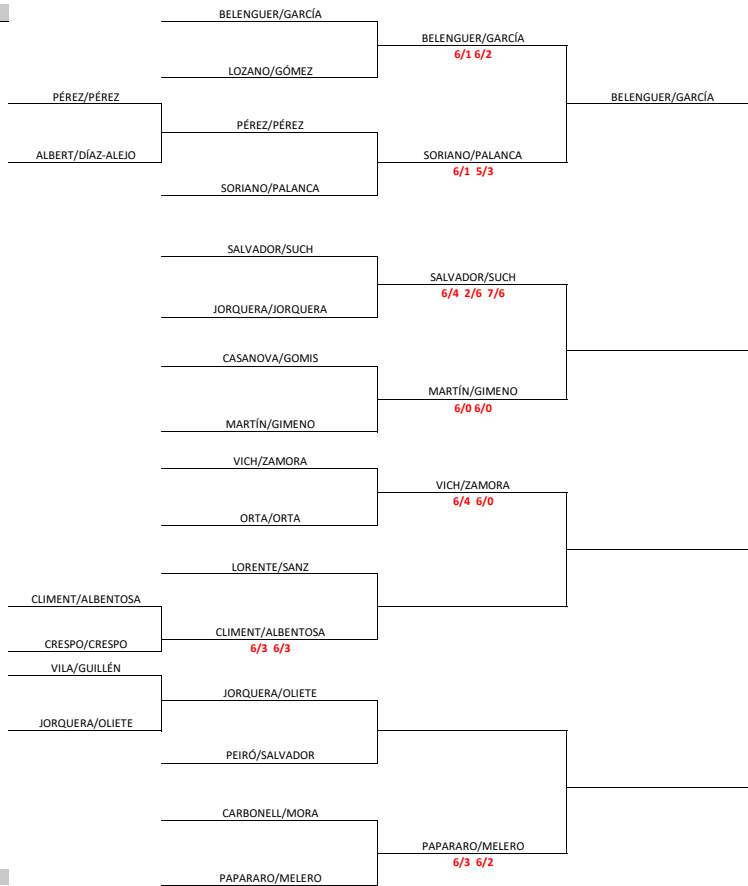 BELENGUER/GARCÍA
BELENGUER/GARCÍA
6/1 6/2
LOZANO/GÓMEZ
PÉREZ/PÉREZ
BELENGUER/GARCÍA
PÉREZ/PÉREZ
ALBERT/DÍAZ-ALEJO
SORIANO/PALANCA
6/1 5/3
SORIANO/PALANCA
SALVADOR/SUCH
SALVADOR/SUCH
6/4 2/6 7/6
JORQUERA/JORQUERA
CASANOVA/GOMIS
MARTÍN/GIMENO
6/0 6/0
MARTÍN/GIMENO
VICH/ZAMORA
VICH/ZAMORA
6/4 6/0
ORTA/ORTA
LORENTE/SANZ
CLIMENT/ALBENTOSA
CLIMENT/ALBENTOSA
6/3 6/3
CRESPO/CRESPO
VILA/GUILLÉN
JORQUERA/OLIETE
JORQUERA/OLIETE
PEIRÓ/SALVADOR
CARBONELL/MORA
PAPARARO/MELERO
6/3 6/2
PAPARARO/MELERO